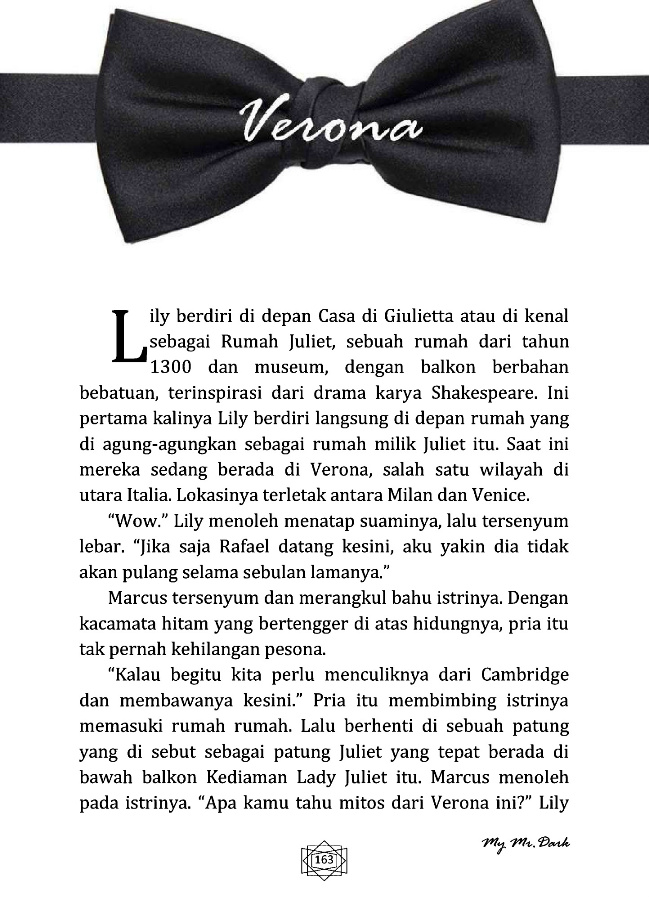 Verona
Lily berdiri di depan Casa di Giulietta atau di kenal
sebagai Rumah Juliet, sebuah rumah dari tahun
1300 dan museum, dengan balkon berbahan
bebatuan, terinspirasi dari drama karya Shakespeare. Ini
pertama kalinya Lily berdiri langsung di depan rumah yang
di agung-agungkan sebagai rumah milik Juliet itu. Saat ini
mereka sedang berada di Verona, salah satu wilayah di
utara Italia. Lokasinya terletak antara Milan dan Venice.
“Wow.” Lily menoleh menatap suaminya, lalu tersenyum
lebar. “Jika saja Rafael datang kesini, aku yakin dia tidak
akan pulang selama sebulan lamanya.”
Marcus tersenyum dan merangkul bahu istrinya. Dengan
kacamata hitam yang bertengger di atas hidungnya, pria itu
tak pernah kehilangan pesona.
“Kalau begitu kita perlu menculiknya dari Cambridge
dan membawanya kesini.” Pria itu membimbing istrinya
memasuki rumah rumah. Lalu berhenti di sebuah patung
yang di sebut sebagai patung Juliet yang tepat berada di
bawah balkon Kediaman Lady Juliet itu. Marcus menoleh
pada istrinya. “Apa kamu tahu mitos dari Verona ini?” Lily
My Mr. Dark
163